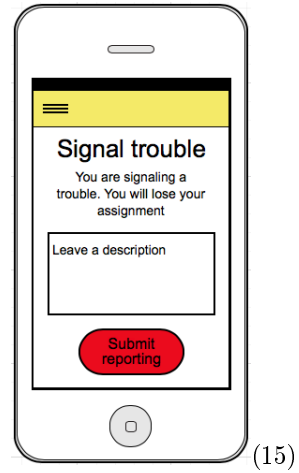 Signal trouble
You are signaling a
trouble. You will lose your
assignment
Leave a description
Submit
reporting
(15)